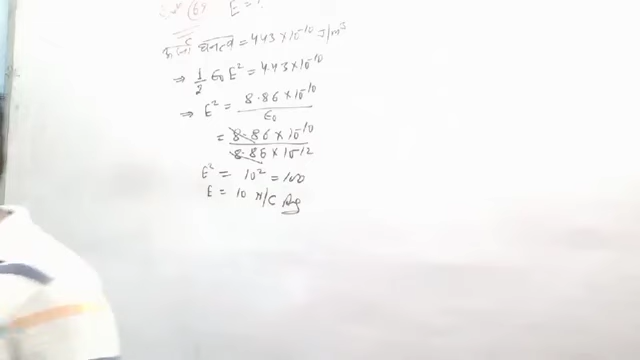 (69) E = ?
ऊर्जा घनत्व = 4.43 × 10⁻¹⁰ J/m³
⇒ 1/2 ε₀ E² = 4.43 × 10⁻¹⁰
⇒ E² = 8.86 × 10⁻¹⁰ / ε₀
= 8.86 × 10⁻¹⁰ / 8.86 × 10⁻¹²
E² = 10² = 100
E = 10 N/C Ans